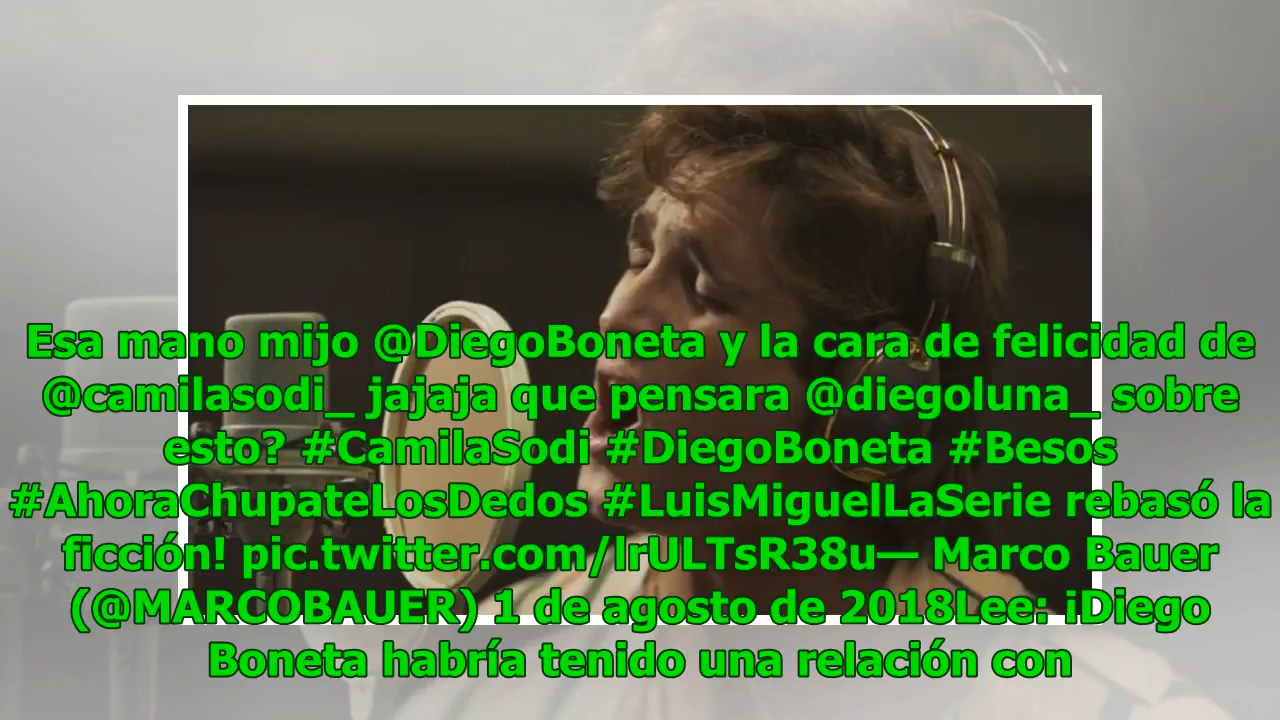 Esa mano mijo @DiegoBoneta y la cara de felicidad de
@camilasodi_ jajaja que pensara @diegoluna_ sobre
esto? #CamilaSodi #DiegoBoneta #Besos
#AhoraChupateLosDedos #LuisMiguelLaSerie rebasó la
ficción! pic.twitter.com/lrULTsR38u— Marco Bauer
(@MARCOBAUER) 1 de agosto de 2018Lee: ¡Diego
Boneta habría tenido una relación con